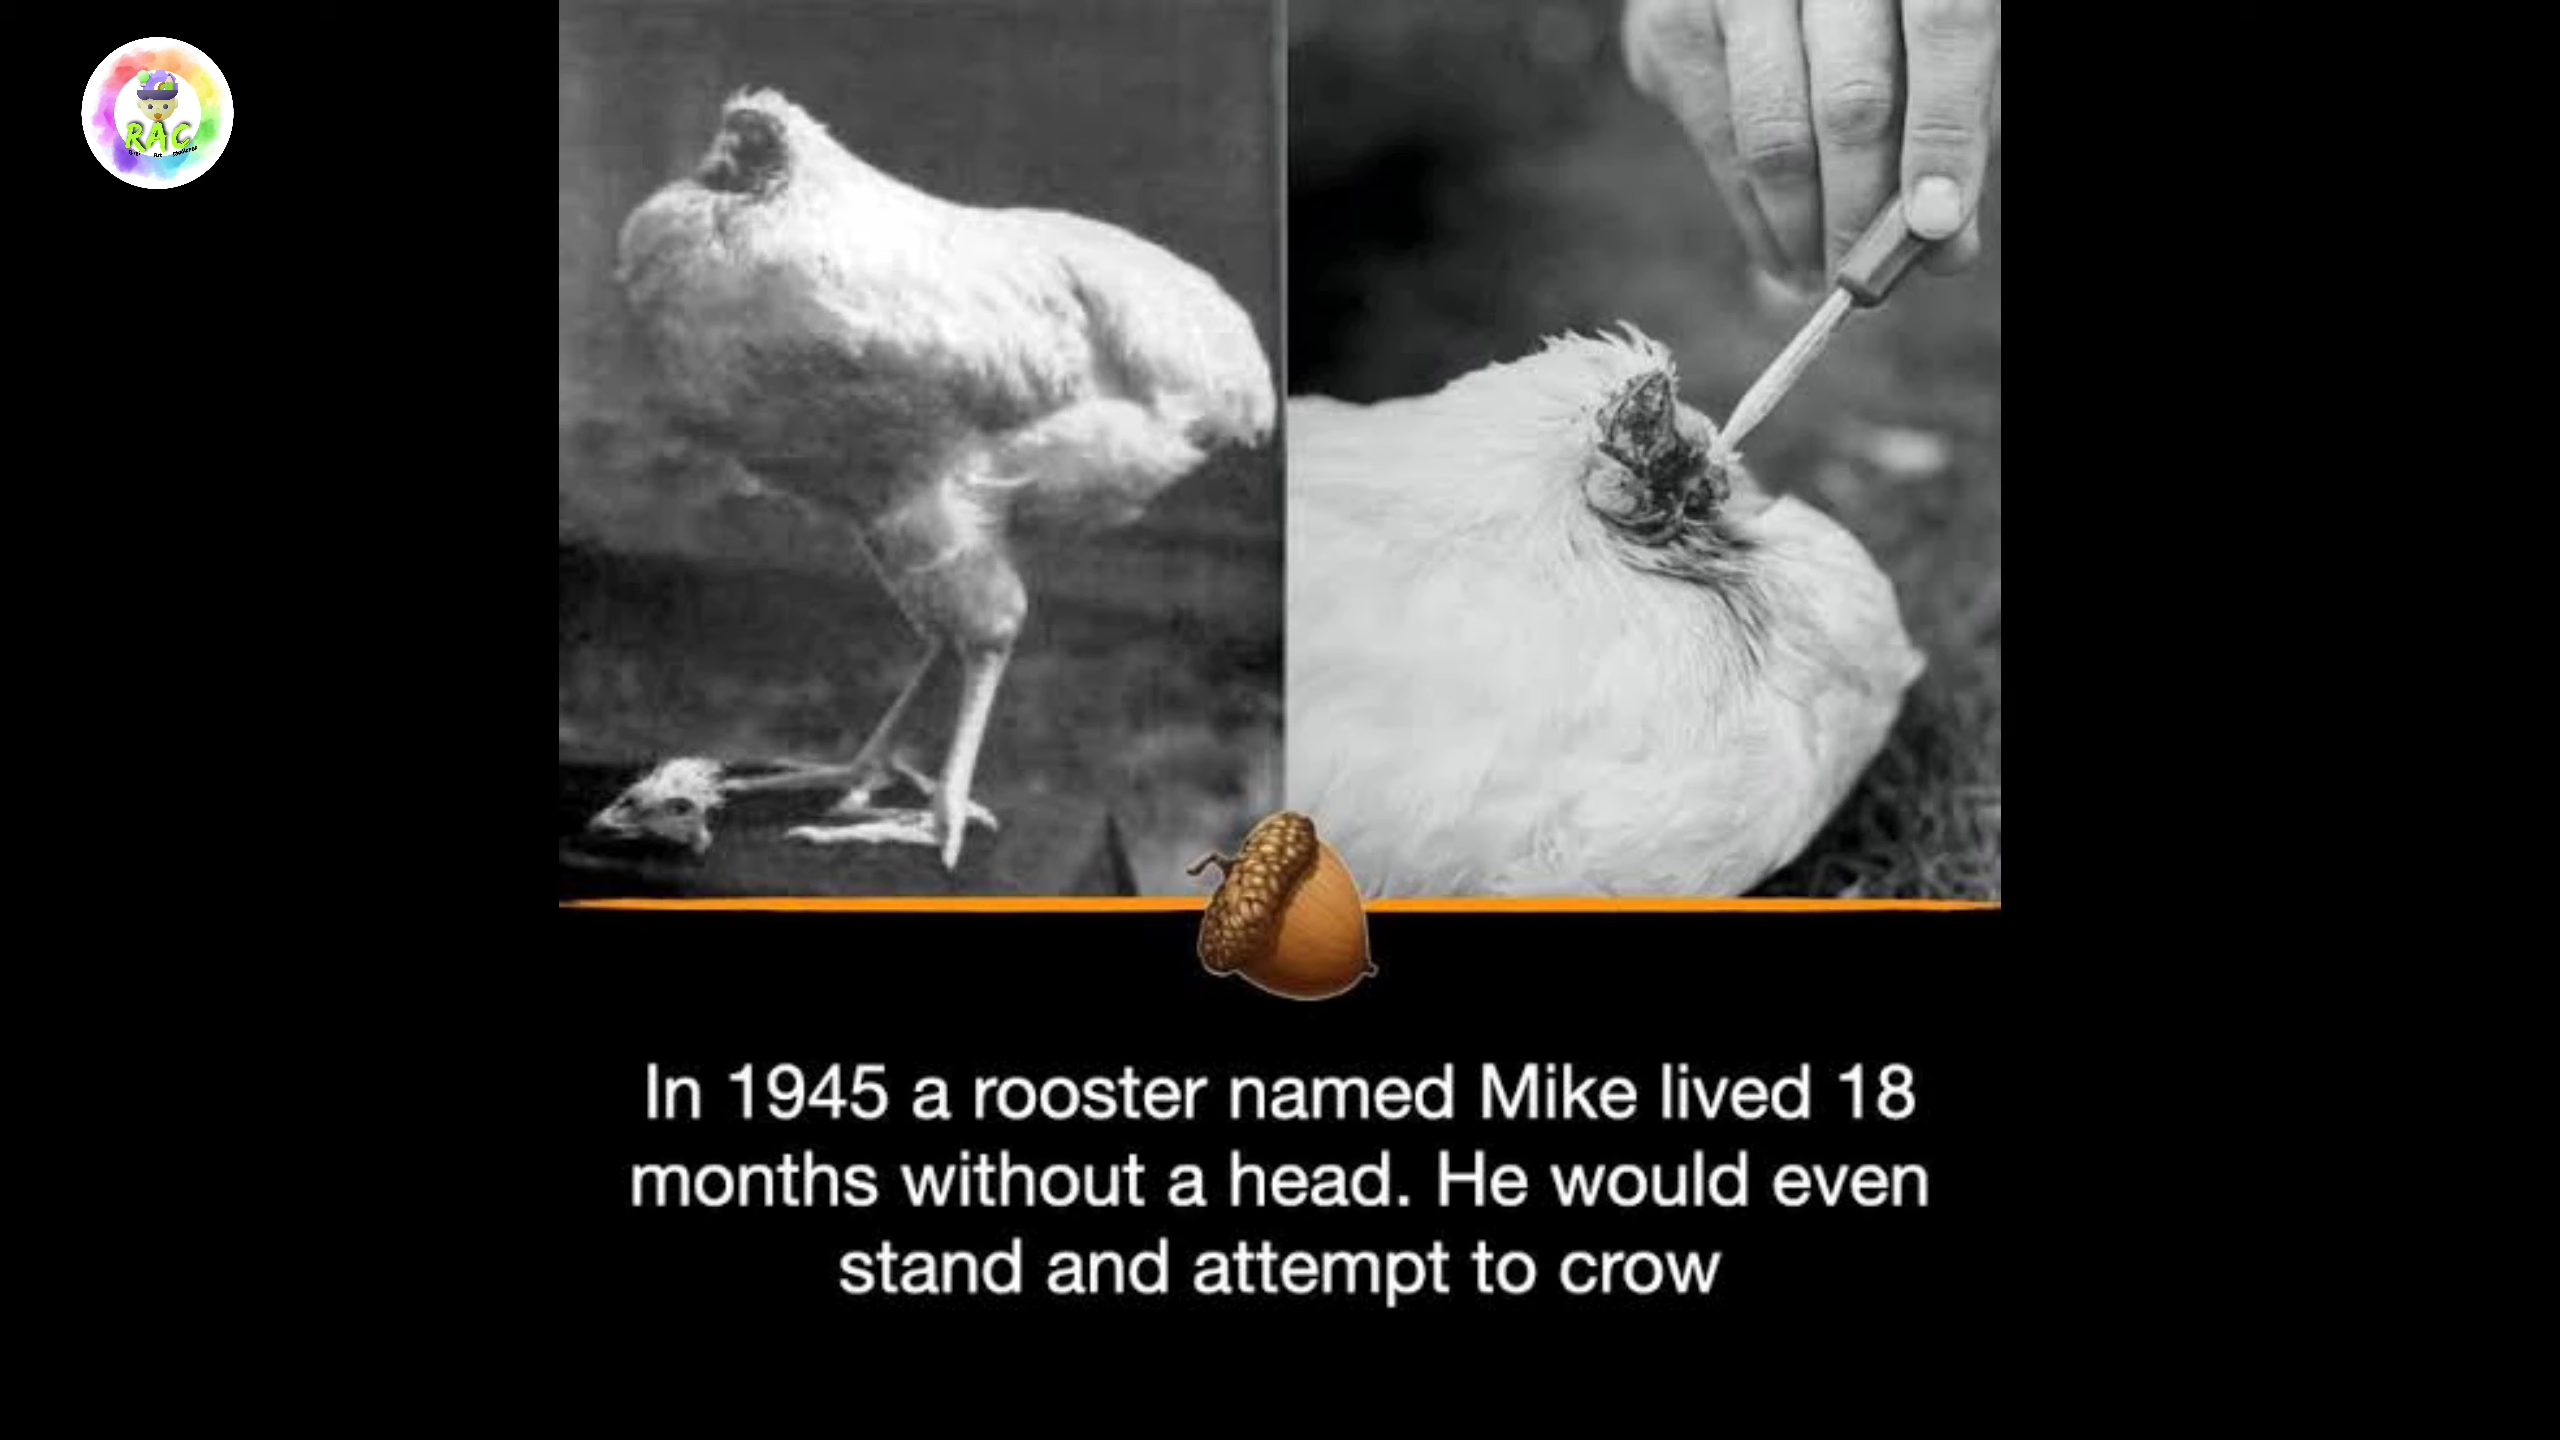 RAC
In 1945 a rooster named Mike lived 18
months without a head. He would even
stand and attempt to crow